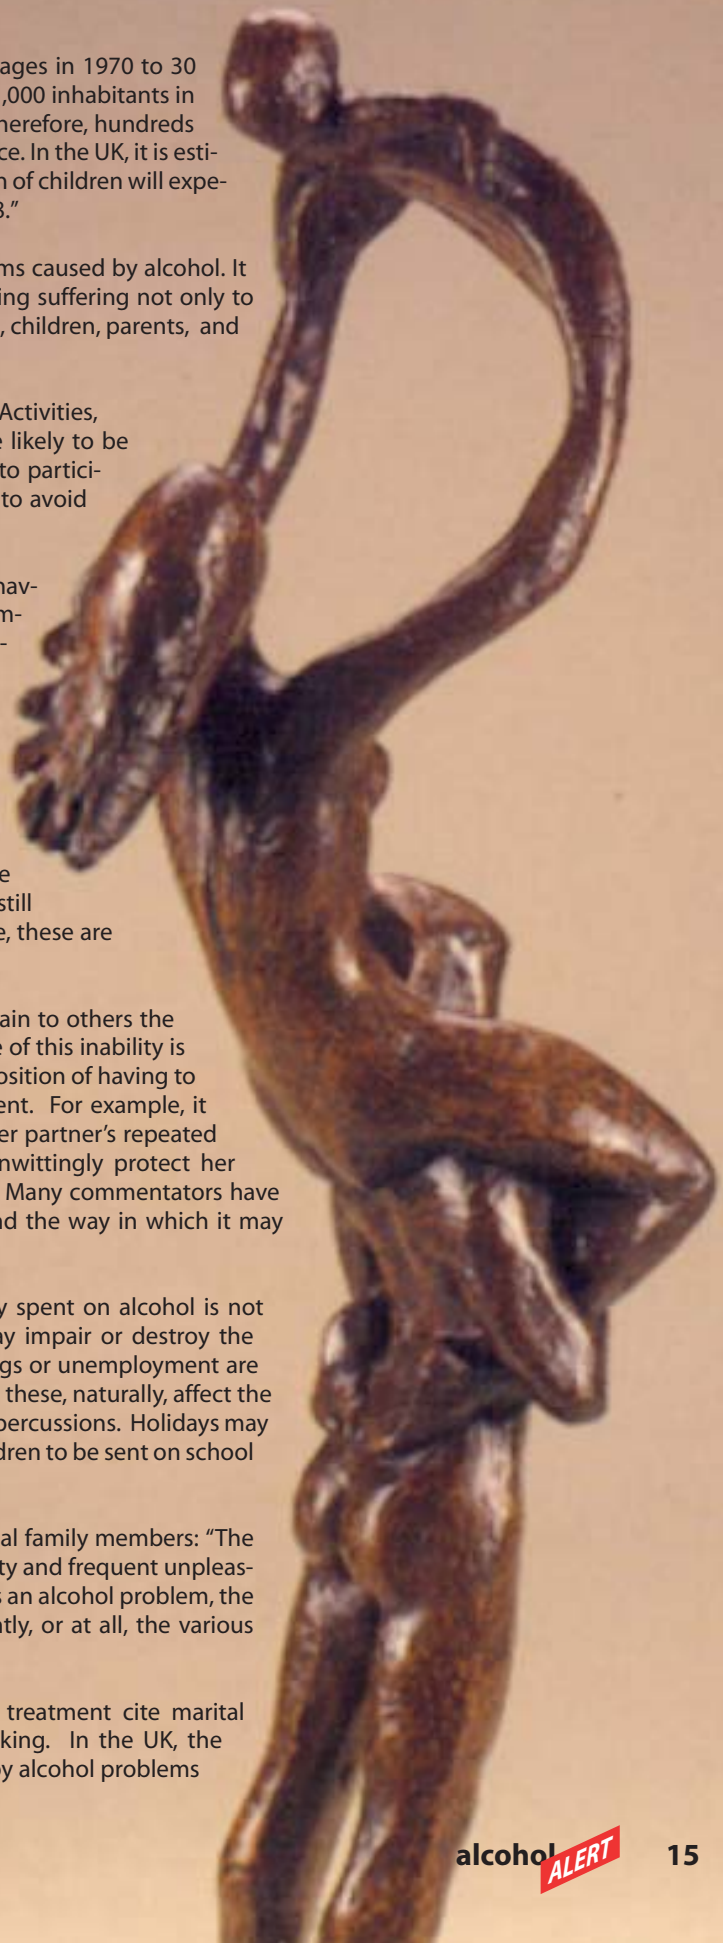 ages in 1970 to 30
,000 inhabitants in
herefore, hundreds
ce. In the UK, it is esti-
n of children will expe-
8."
ms caused by alcohol. It
ing suffering not only to
, children, parents, and
Activities,
e likely to be
to partici-
to avoid
hav-
m-
-
e
still
e, these are
ain to others the
e of this inability is
osition of having to
ent. For example, it
er partner's repeated
nwittingly protect her
Many commentators have
nd the way in which it may
y spent on alcohol is not
ay impair or destroy the
gs or unemployment are
these, naturally, affect the
percussions. Holidays may
dren to be sent on school
al family members: "The
ty and frequent unpleas-
s an alcohol problem, the
ntly, or at all, the various
treatment cite marital
king. In the UK, the
by alcohol problems
alcohol ALERT 15